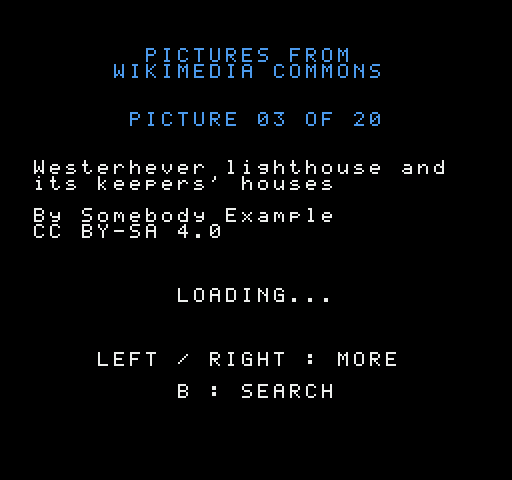 PICTURES FROM
WIKIMEDIA COMMONS
PICTURE 03 OF 20
Westerhever lighthouse and
its keepers' houses
By Somebody Example
CC BY-SA 4.0
LOADING...
LEFT / RIGHT : MORE
B : SEARCH